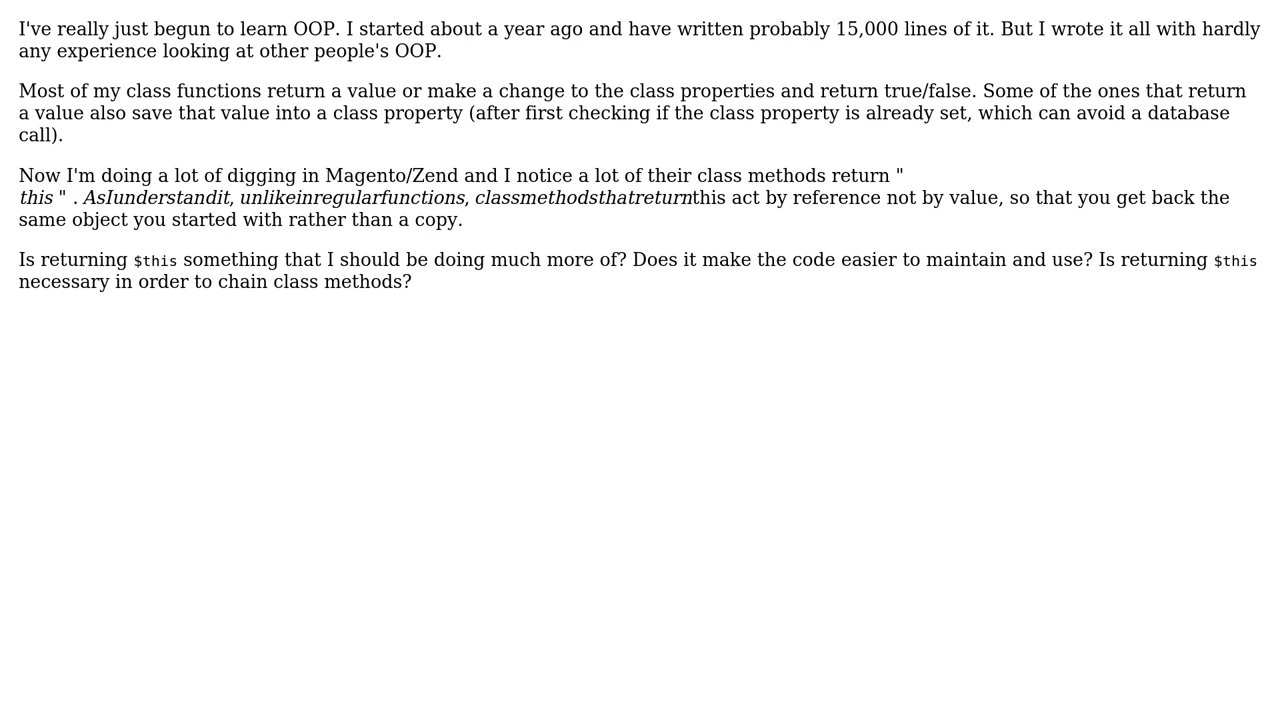 I've really just begun to learn OOP. I started about a year ago and have written probably 15,000 lines of it. But I wrote it all with hardly
any experience looking at other people's OOP.
Most of my class functions return a value or make a change to the class properties and return true/false. Some of the ones that return
a value also save that value into a class property (after first checking if the class property is already set, which can avoid a database
call).
Now I'm doing a lot of digging in Magento/Zend and I notice a lot of their class methods return "
this " . AsIunderstandit, unlikeinregularfunctions, classmethodsthatreturnthis act by reference not by value, so that you get back the
same object you started with rather than a copy.
Is returning $this something that I should be doing much more of? Does it make the code easier to maintain and use? Is returning $this
necessary in order to chain class methods?